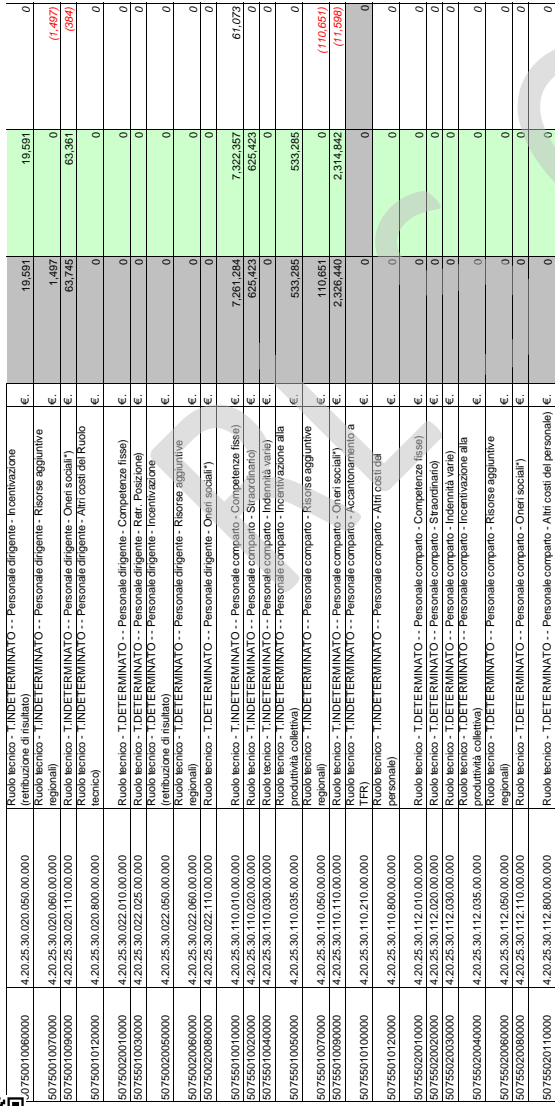 507550010060000 4.20.25.30.020.050.00.000 Ruolo tecnico - T.INDETERMINATO - - Personale dirigente - Incentivazione
(retribuzione di risultato) €. 19,591 19,591 0
507550010070000 4.20.25.30.020.060.00.000 Ruolo tecnico - T.INDETERMINATO - - Personale dirigente - Risorse aggiuntive
regionali) €. 1,497 0 (1,497)
507550010090000 4.20.25.30.020.110.00.000 Ruolo tecnico - T.INDETERMINATO - - Personale dirigente - Oneri sociali*) €. 63,745 63,361 (384)
507550010120000 4.20.25.30.020.800.00.000 Ruolo tecnico - T.INDETERMINATO - - Personale dirigente - Altri costi del Ruolo
tecnico) €. 0 0 0
507550020010000 4.20.25.30.022.010.00.000 Ruolo tecnico - T.DETERMINATO - - Personale dirigente - Competenze fisse) €. 0 0 0
507550010030000 4.20.25.30.022.025.00.000 Ruolo tecnico - T.DETERMINATO - - Personale dirigente - Retr. Posizione) €. 0 0 0
507550020050000 4.20.25.30.022.050.00.000 Ruolo tecnico - T.DETERMINATO - - Personale dirigente - Incentivazione
(retribuzione di risultato) €. 0 0 0
507550020060000 4.20.25.30.022.060.00.000 Ruolo tecnico - T.DETERMINATO - - Personale dirigente - Risorse aggiuntive
regionali) €. 0 0 0
507550020080000 4.20.25.30.022.110.00.000 Ruolo tecnico - T.DETERMINATO - - Personale dirigente - Oneri sociali*) €. 0 0 0
507555010010000 4.20.25.30.110.010.00.000 Ruolo tecnico - T.INDETERMINATO - - Personale comparto - Competenze fisse) €. 7,261,284 7,322,357 61,073
507555010020000 4.20.25.30.110.020.00.000 Ruolo tecnico - T.INDETERMINATO - - Personale comparto - Straordinario) €. 625,423 625,423 0
507555010040000 4.20.25.30.110.030.00.000 Ruolo tecnico - T.INDETERMINATO - - Personale comparto - Indennità varie) €. 0 0 0
507555010050000 4.20.25.30.110.035.00.000 Ruolo tecnico - T.INDETERMINATO - - Personale comparto - Incentivazione alla
produttività collettiva) €. 533,285 533,285 0
507555010070000 4.20.25.30.110.050.00.000 Ruolo tecnico - T.INDETERMINATO - - Personale comparto - Risorse aggiuntive
regionali) €. 110,651 0 (110,651)
507555010090000 4.20.25.30.110.110.00.000 Ruolo tecnico - T.INDETERMINATO - - Personale comparto - Oneri sociali*) €. 2,326,440 2,314,842 (11,598)
507555010100000 4.20.25.30.110.210.00.000 Ruolo tecnico - T.INDETERMINATO - - Personale comparto - Accantonamento a
TFR) €. 0 0 0
507555010120000 4.20.25.30.110.800.00.000 Ruolo tecnico - T.INDETERMINATO - - Personale comparto - Altri costi del
personale) €. 0 0 0
507555020010000 4.20.25.30.112.010.00.000 Ruolo tecnico - T.DETERMINATO - - Personale comparto - Competenze fisse) €. 0 0 0
507555020020000 4.20.25.30.112.020.00.000 Ruolo tecnico - T.DETERMINATO - - Personale comparto - Straordinario) €. 0 0 0
507555020030000 4.20.25.30.112.030.00.000 Ruolo tecnico - T.DETERMINATO - - Personale comparto - Indennità varie) €. 0 0 0
507555020040000 4.20.25.30.112.035.00.000 Ruolo tecnico - T.DETERMINATO - - Personale comparto - Incentivazione alla
produttività collettiva) €. 0 0 0
507555020060000 4.20.25.30.112.050.00.000 Ruolo tecnico - T.DETERMINATO - - Personale comparto - Risorse aggiuntive
regionali) €. 0 0 0
507555020080000 4.20.25.30.112.110.00.000 Ruolo tecnico - T.DETERMINATO - - Personale comparto - Oneri sociali*) €. 0 0 0
507555020110000 4.20.25.30.112.800.00.000 Ruolo tecnico - T.DETERMINATO - - Personale comparto - Altri costi del personale) €. 0 0 0